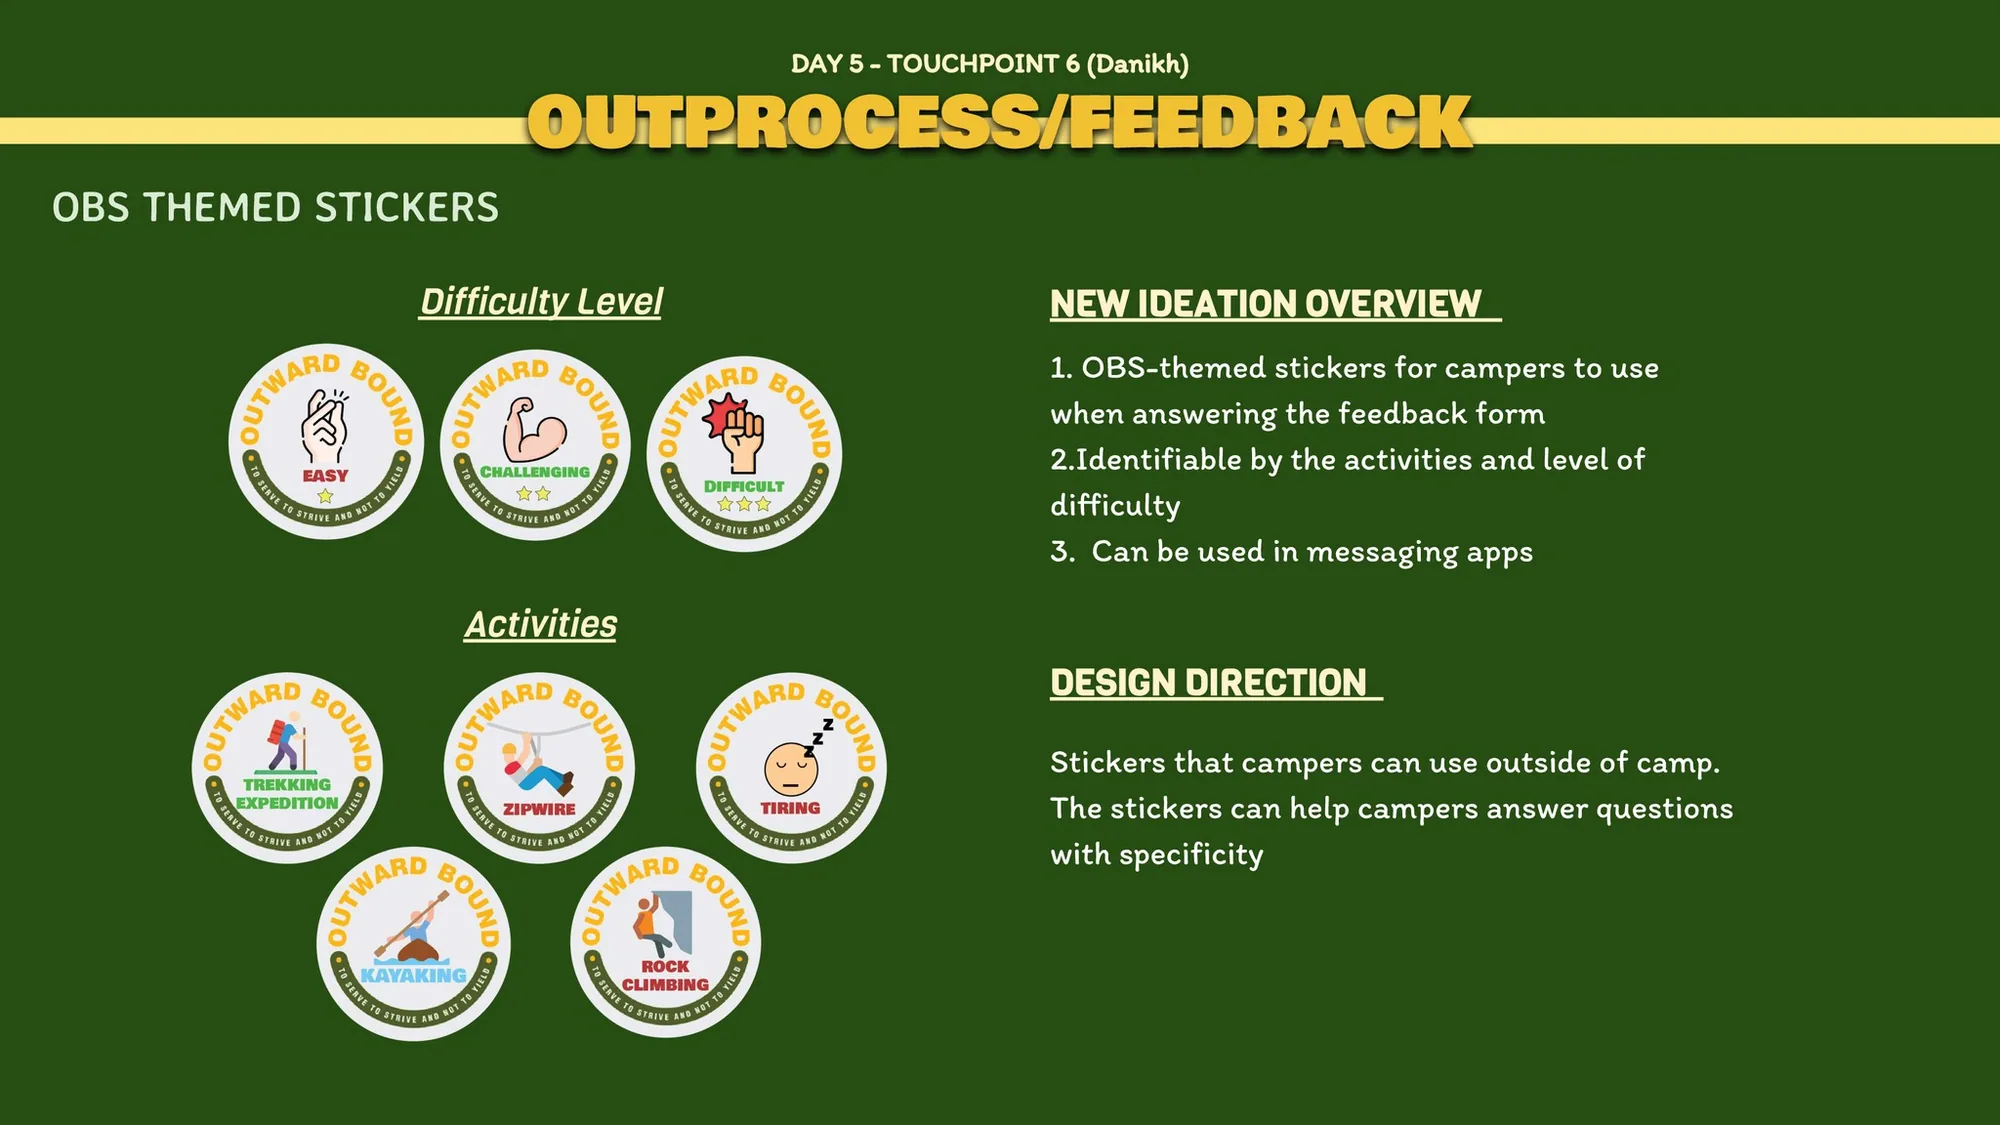 DAY 5 - TOUCHPOINT 6 (Danikh)
OUTPROCESS/FEEDBACK
OBS THEMED STICKERS
Difficulty Level
OUTWARD BOUND
EASY
TO SERVE TO STRIVE AND NOT TO YIELD
OUTWARD BOUND
CHALLENGING
TO SERVE TO STRIVE AND NOT TO YIELD
OUTWARD BOUND
DIFFICULT
TO SERVE TO STRIVE AND NOT TO YIELD
Activities
OUTWARD BOUND
TREKKING
EXPEDITION
TO SERVE TO STRIVE AND NOT TO YIELD
OUTWARD BOUND
ZIPWIRE
TO SERVE TO STRIVE AND NOT TO YIELD
OUTWARD BOUND
z
z
z
TIRING
TO SERVE TO STRIVE AND NOT TO YIELD
OUTWARD BOUND
KAYAKING
TO SERVE TO STRIVE AND NOT TO YIELD
OUTWARD BOUND
ROCK
CLIMBING
TO SERVE TO STRIVE AND NOT TO YIELD
NEW IDEATION OVERVIEW
1. OBS-themed stickers for campers to use
when answering the feedback form
2.Identifiable by the activities and level of
difficulty
3. Can be used in messaging apps
DESIGN DIRECTION
Stickers that campers can use outside of camp.
The stickers can help campers answer questions
with specificity